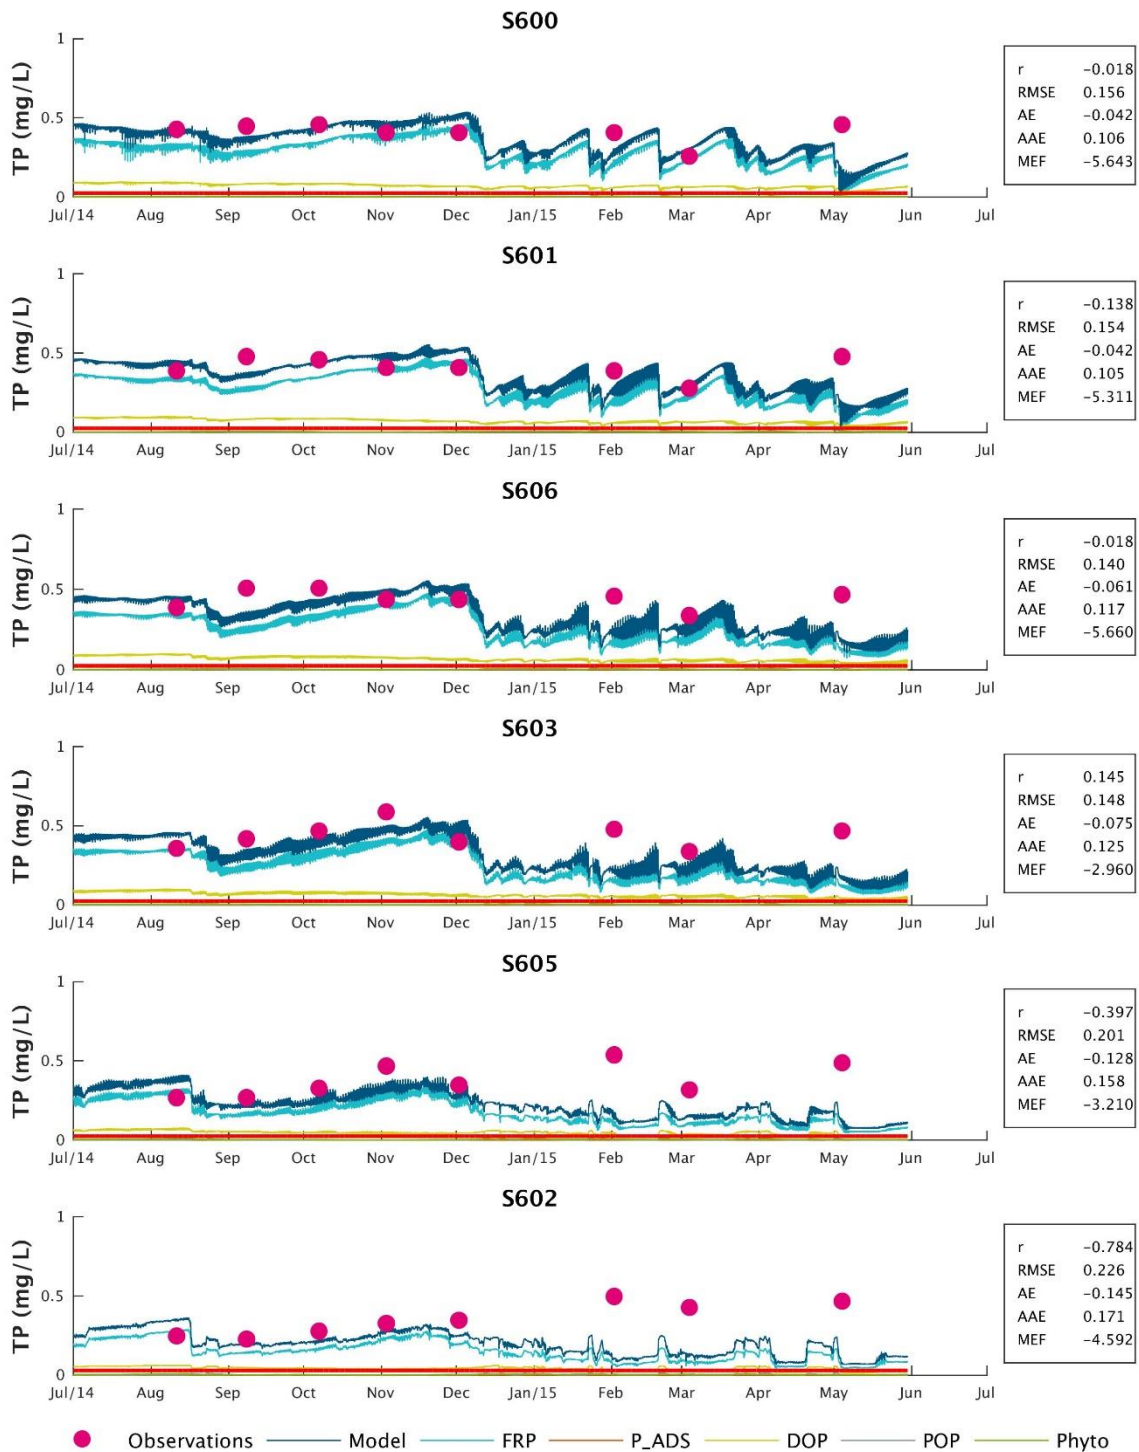 S600
TP (mg/L)
1
0.5
0
Jul/14 Aug Sep Oct Nov Dec Jan/15 Feb Mar Apr May Jun Jul
r -0.018
RMSE 0.156
AE -0.042
AAE 0.106
MEF -5.643
S601
TP (mg/L)
1
0.5
0
Jul/14 Aug Sep Oct Nov Dec Jan/15 Feb Mar Apr May Jun Jul
r -0.138
RMSE 0.154
AE -0.042
AAE 0.105
MEF -5.311
S606
TP (mg/L)
1
0.5
0
Jul/14 Aug Sep Oct Nov Dec Jan/15 Feb Mar Apr May Jun Jul
r -0.018
RMSE 0.140
AE -0.061
AAE 0.117
MEF -5.660
S603
TP (mg/L)
1
0.5
0
Jul/14 Aug Sep Oct Nov Dec Jan/15 Feb Mar Apr May Jun Jul
r 0.145
RMSE 0.148
AE -0.075
AAE 0.125
MEF -2.960
S605
TP (mg/L)
1
0.5
0
Jul/14 Aug Sep Oct Nov Dec Jan/15 Feb Mar Apr May Jun Jul
r -0.397
RMSE 0.201
AE -0.128
AAE 0.158
MEF -3.210
S602
TP (mg/L)
1
0.5
0
Jul/14 Aug Sep Oct Nov Dec Jan/15 Feb Mar Apr May Jun Jul
r -0.784
RMSE 0.226
AE -0.145
AAE 0.171
MEF -4.592
Observations Model FRP P_ADS DOP POP Phyto